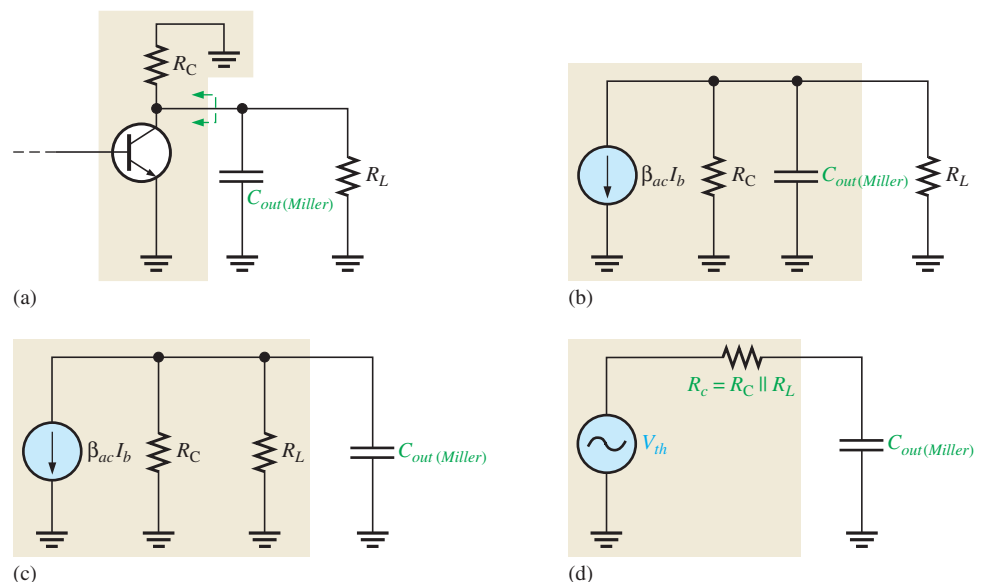 R_C
C_out(Miller)
R_L
(a)
β_ac I_b
R_C
C_out(Miller)
R_L
(b)
β_ac I_b
R_C
R_L
C_out(Miller)
(c)
R_c = R_C || R_L
V_th
C_out(Miller)
(d)